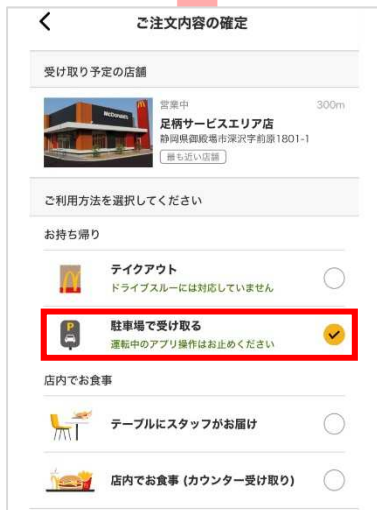 ご注文内容の確定
受け取り予定の店舗
McDonald's
営業中
300m
足柄サービスエリア店
静岡県御殿場市深沢字前原1801-1
最も近い店舗
ご利用方法を選択してください
お持ち帰り
テイクアウト
ドライブスルーには対応していません
P
駐車場で受け取る
運転中のアプリ操作はお止めください
店内でお食事
テーブルにスタッフがお届け
店内でお食事 (カウンター受け取り)